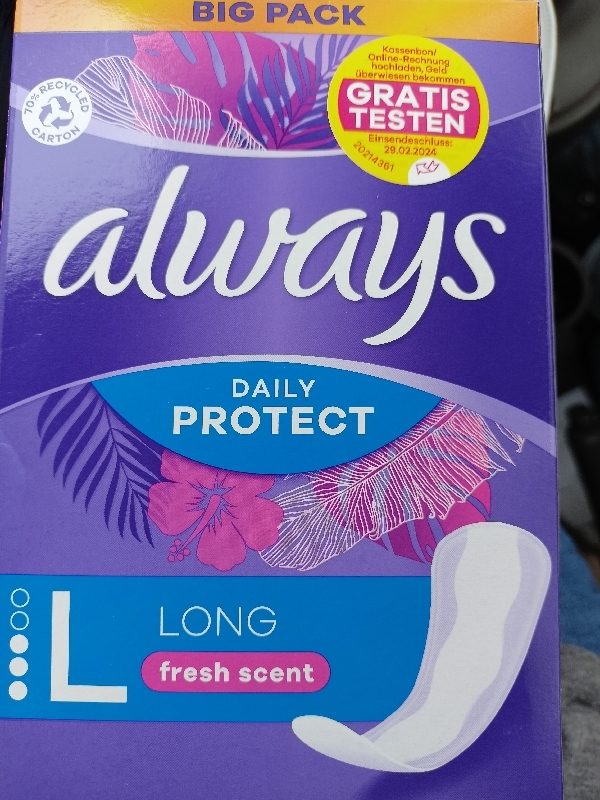 BIG PACK
Kassenbon/
Online-Rechnung
hochladen, Geld
überwiesen bekommen
GRATIS
TESTEN
Einsendeschluss:
29.02.2024
20214361
70% RECYCLED
CARTON
always
DAILY
PROTECT
L
LONG
fresh scent